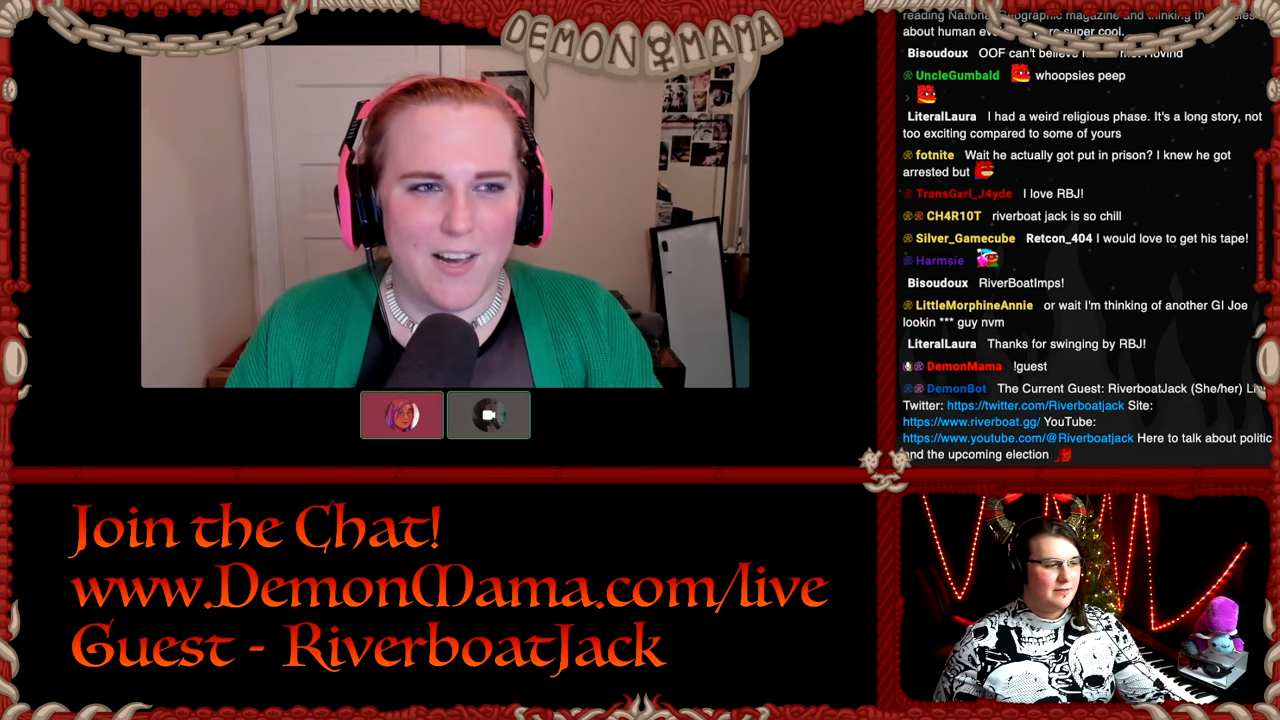 DEMON MAMA
reading National Geographic magazine and thinking the
about human
Bisoudoux OOF can't believe
UncleGumbald whoopsies peep
LiteralLaura I had a weird religious phase. It's a long story, not
too exciting compared to some of yours
fotnite Wait he actually got put in prison? I knew he got
arrested but
TransGxrl_J4yde I love RBJ!
CH4R10T riverboat jack is so chill
Silver_Gamecube Retcon_404 I would love to get his tape!
Harmsie
Bisoudoux RiverBoatImps!
LittleMorphineAnnie or wait I'm thinking of another GI Joe
lookin *** guy nvm
LiteralLaura Thanks for swinging by RBJ!
DemonMama !guest
DemonBot The Current Guest: RiverboatJack (She/her)
Twitter: https://twitter.com/Riverboatjack Site:
https://www.riverboat.gg/ YouTube:
https://www.youtube.com/@Riverboatjack Here to talk about politic
and the upcoming election
Join the Chat!
www.DemonMama.com/live
Guest - RiverboatJack